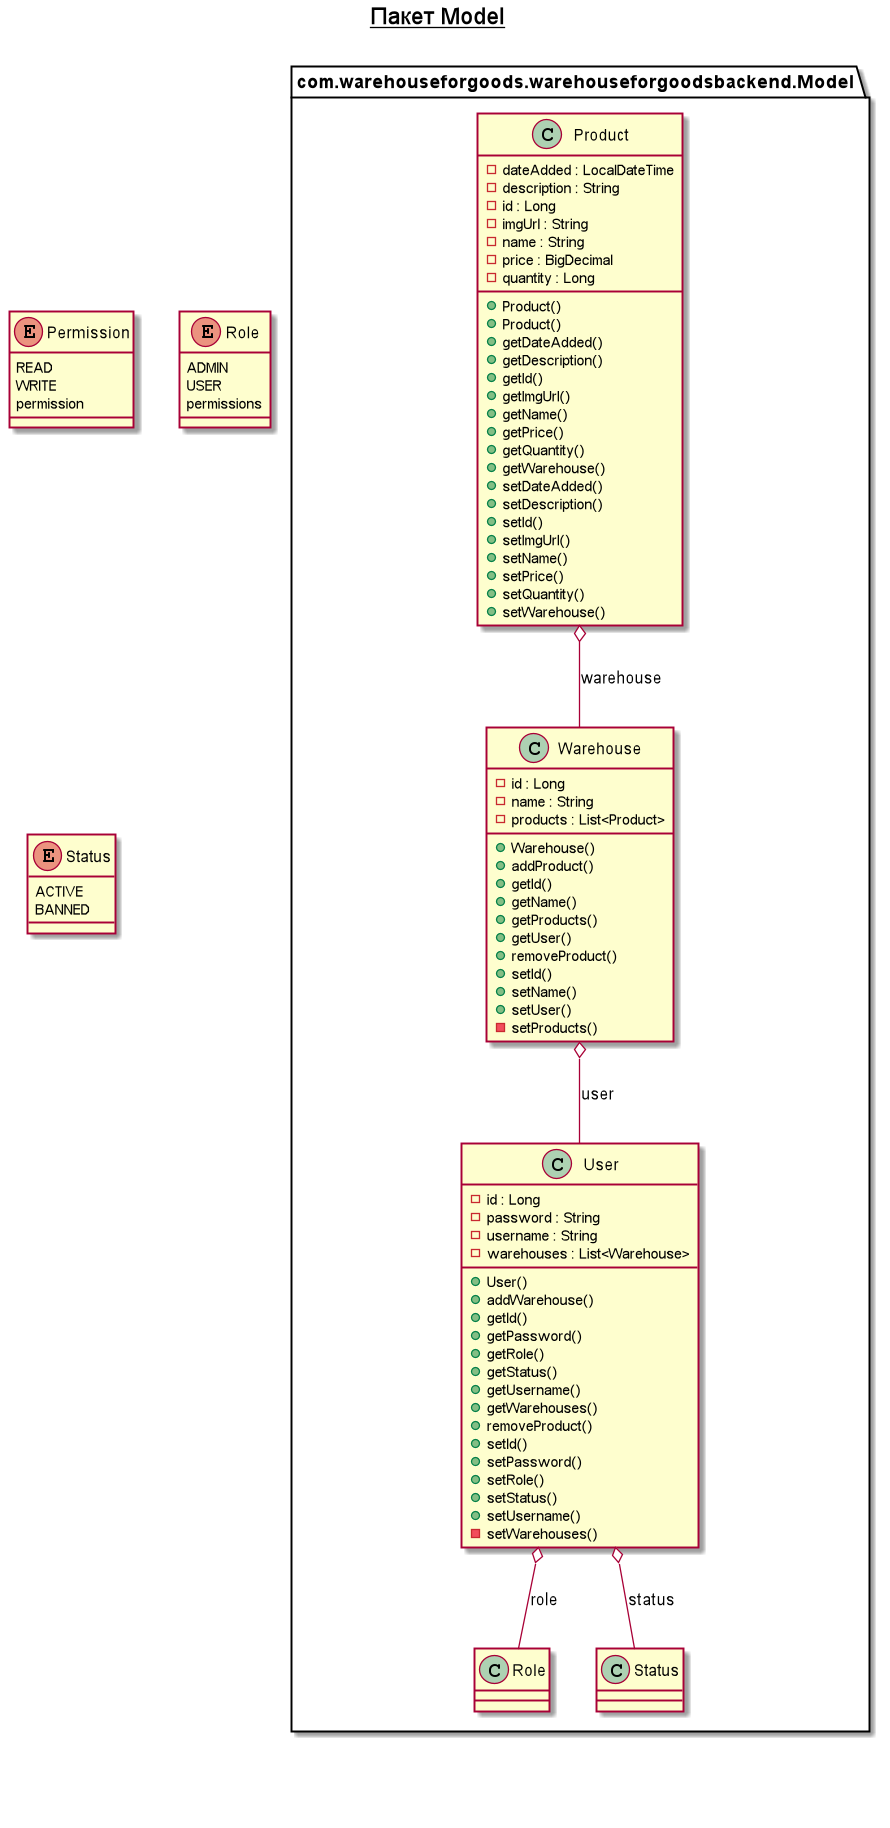 Пакет Model
com.warehouseforgoods.warehouseforgoodsbackend.Model
C Product
dateAdded : LocalDateTime
description : String
id : Long
imgUrl : String
name : String
price : BigDecimal
quantity : Long
Product()
Product()
getDateAdded()
getDescription()
getId()
getImgUrl()
getName()
getPrice()
getQuantity()
getWarehouse()
setDateAdded()
setDescription()
setId()
setImgUrl()
setName()
setPrice()
setQuantity()
setWarehouse()
E Permission
READ
WRITE
permission
E Role
ADMIN
USER
permissions
warehouse
C Warehouse
id : Long
name : String
products : List<Product>
Warehouse()
addProduct()
getId()
getName()
getProducts()
getUser()
removeProduct()
setId()
setName()
setUser()
setProducts()
E Status
ACTIVE
BANNED
user
C User
id : Long
password : String
username : String
warehouses : List<Warehouse>
User()
addWarehouse()
getId()
getPassword()
getRole()
getStatus()
getUsername()
getWarehouses()
removeProduct()
setId()
setPassword()
setRole()
setStatus()
setUsername()
setWarehouses()
role
status
C Role
C Status